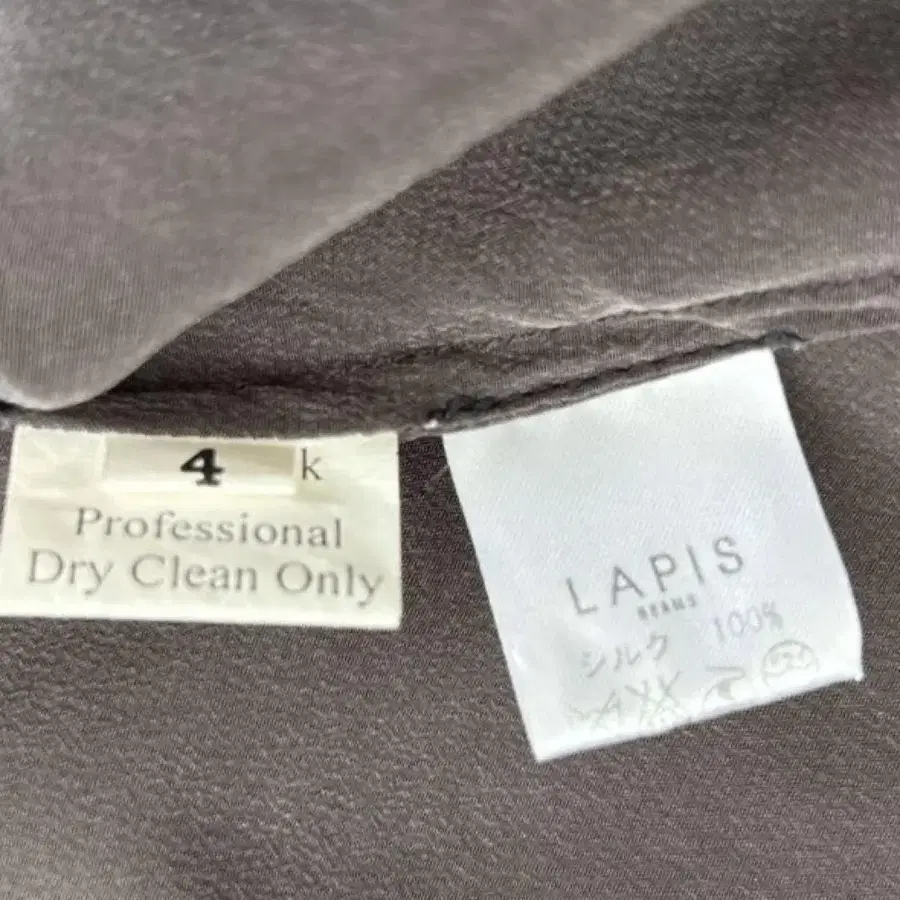 4 k
Professional
Dry Clean Only
LAPIS
BEAMS
シルク 100%